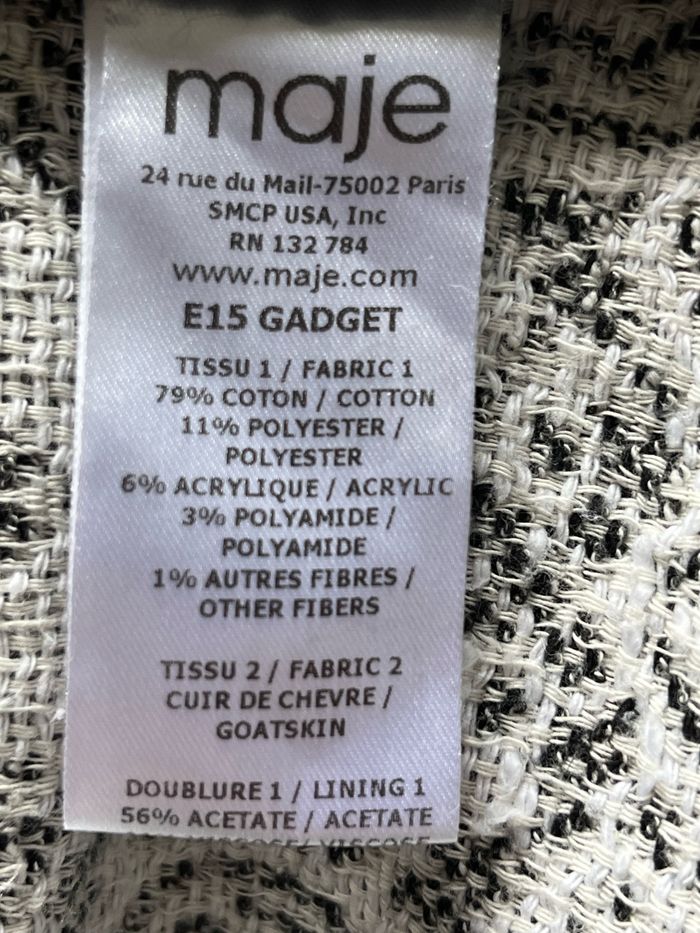 maje
24 rue du Mail-75002 Paris
SMCP USA, Inc
RN 132 784
www.maje.com
E15 GADGET
TISSU 1 / FABRIC 1
79% COTON / COTTON
11% POLYESTER /
POLYESTER
6% ACRYLIQUE / ACRYLIC
3% POLYAMIDE /
POLYAMIDE
1% AUTRES FIBRES /
OTHER FIBERS
TISSU 2 / FABRIC 2
CUIR DE CHEVRE /
GOATSKIN
DOUBLURE 1 / LINING 1
56% ACETATE / ACETATE
VISCOSE